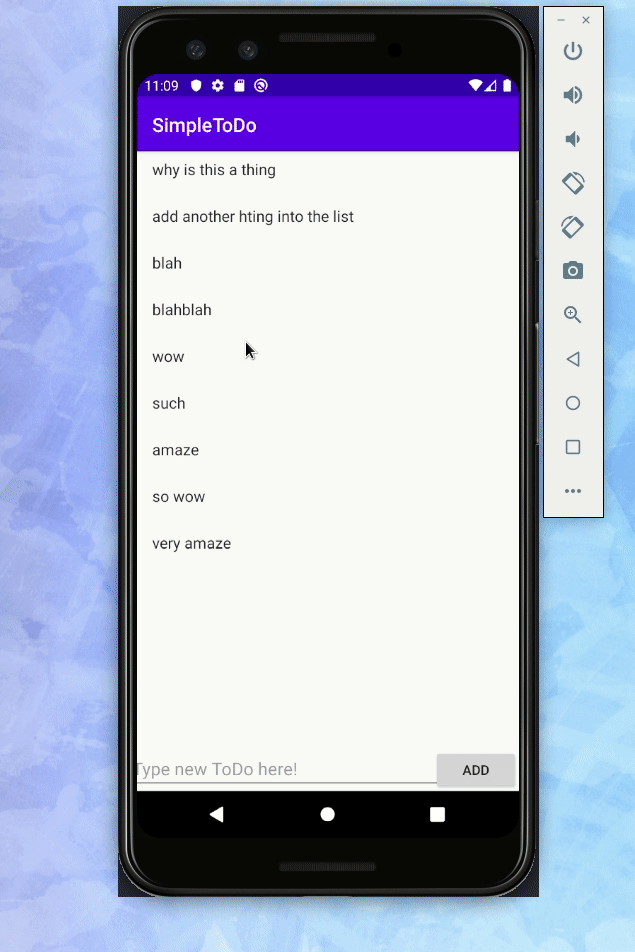 11:09
SimpleToDo
why is this a thing
add another hting into the list
blah
blahblah
wow
such
amaze
so wow
very amaze
Type new ToDo here!
ADD